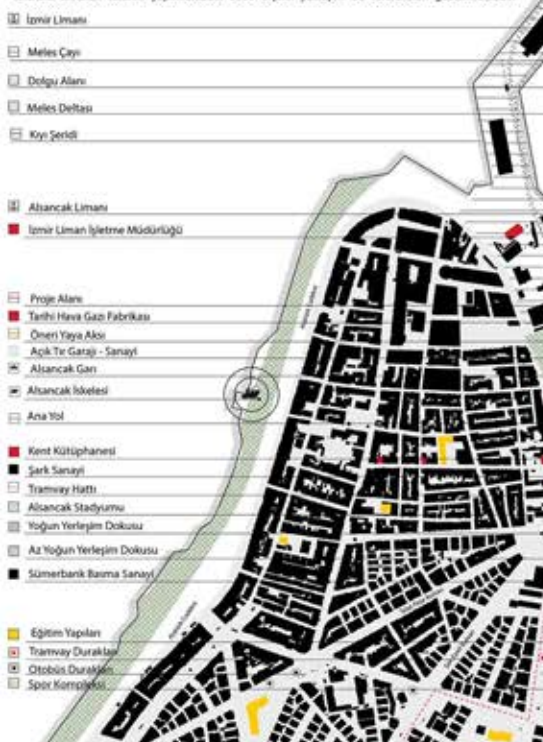 İzmir Limanı
Meles Çayı
Dolgu Alanı
Meles Deltası
Kıyı Şeridi
Alsancak Limanı
İzmir Liman İşletme Müdürlüğü
Proje Alanı
Tarihi Hava Gazı Fabrikası
Öneri Yaya Aksı
Açık Tır Garajı - Sanayi
Alsancak Garı
Alsancak İskelesi
Ana Yol
Kent Kütüphanesi
Şark Sanayi
Tramvay Hattı
Alsancak Stadyumu
Yoğun Yerleşim Dokusu
Az Yoğun Yerleşim Dokusu
Sümerbank Basma Sanayi
Eğitim Yapıları
Tramvay Durakları
Otobüs Durakları
Spor Kompleksi